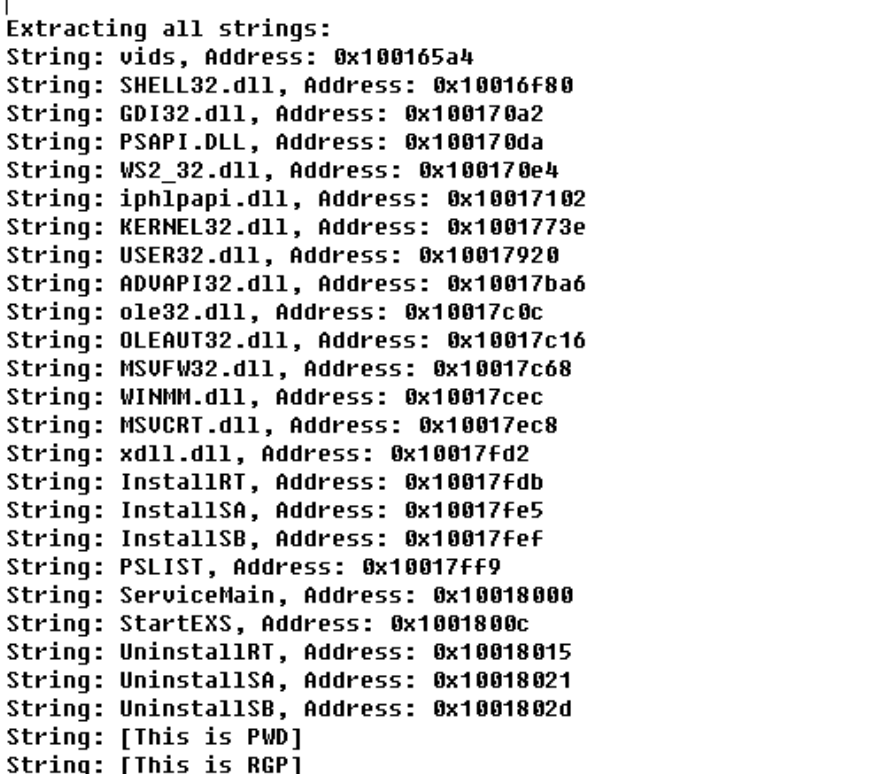 Extracting all strings:
String: vids, Address: 0x100165a4
String: SHELL32.dll, Address: 0x10016f80
String: GDI32.dll, Address: 0x100170a2
String: PSAPI.DLL, Address: 0x100170da
String: WS2_32.dll, Address: 0x100170e4
String: iphlpapi.dll, Address: 0x10017102
String: KERNEL32.dll, Address: 0x1001773e
String: USER32.dll, Address: 0x10017920
String: ADVAPI32.dll, Address: 0x10017ba6
String: ole32.dll, Address: 0x10017c0c
String: OLEAUT32.dll, Address: 0x10017c16
String: MSVFW32.dll, Address: 0x10017c68
String: WINMM.dll, Address: 0x10017cec
String: MSVCRT.dll, Address: 0x10017ec8
String: xdll.dll, Address: 0x10017fd2
String: InstallRT, Address: 0x10017fdb
String: InstallSA, Address: 0x10017fe5
String: InstallSB, Address: 0x10017fef
String: PSLIST, Address: 0x10017ff9
String: ServiceMain, Address: 0x10018000
String: StartEXS, Address: 0x1001800c
String: UninstallRT, Address: 0x10018015
String: UninstallSA, Address: 0x10018021
String: UninstallSB, Address: 0x1001802d
String: [This is PWD]
String: [This is RGP]